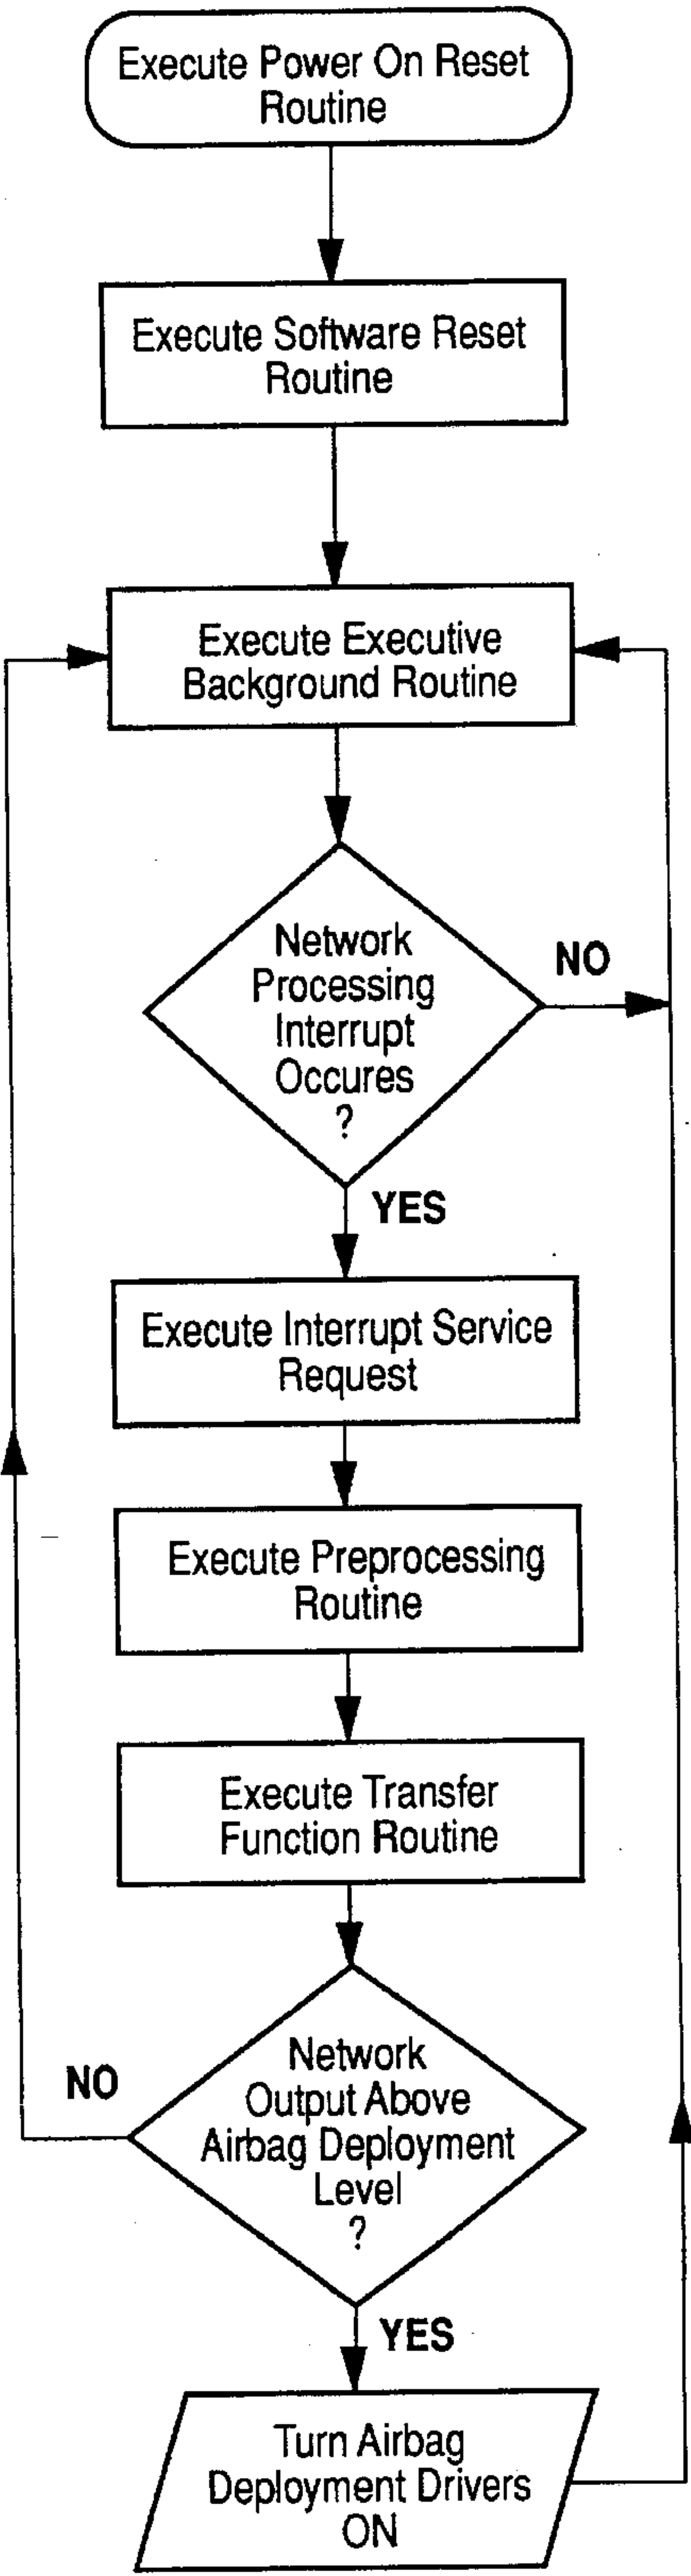 Execute Power On Reset
Routine
Execute Software Reset
Routine
Execute Executive
Background Routine
Network
Processing
Interrupt
Occures
?
NO
YES
Execute Interrupt Service
Request
Execute Preprocessing
Routine
Execute Transfer
Function Routine
Network
Output Above
Airbag Deployment
Level
?
NO
YES
Turn Airbag
Deployment Drivers
ON